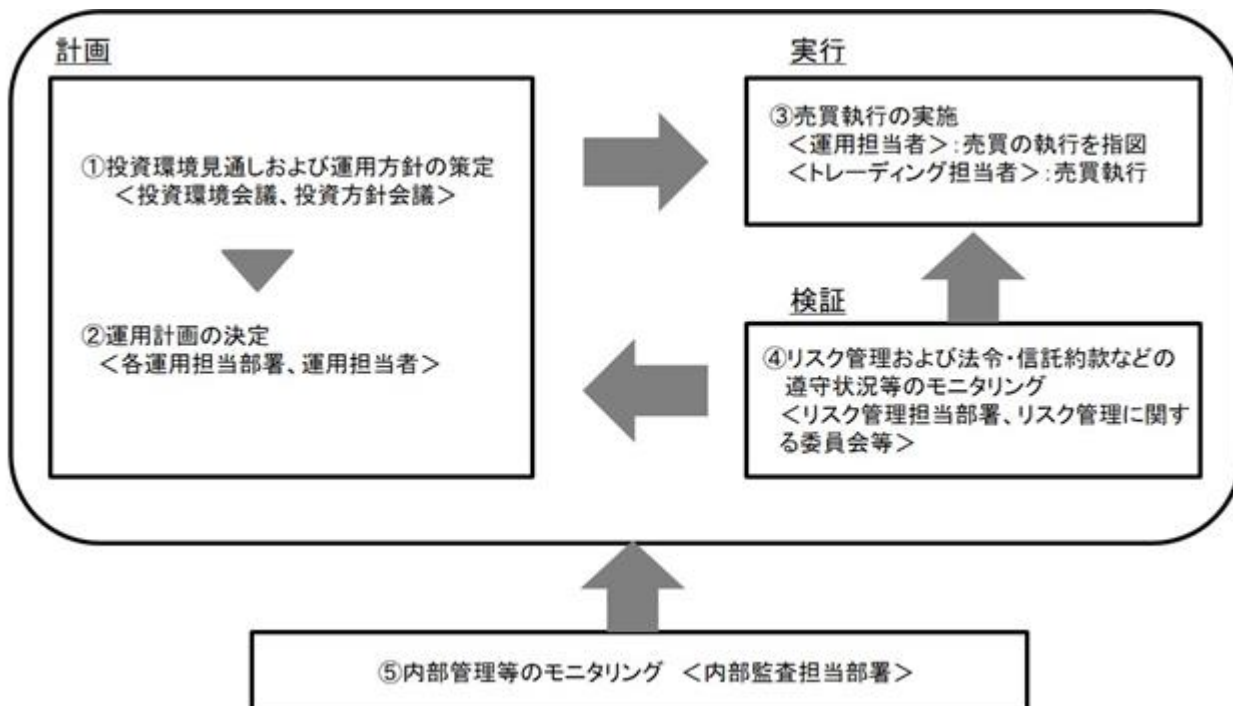 計画
①投資環境見通しおよび運用方針の策定
＜投資環境会議、投資方針会議＞
②運用計画の決定
＜各運用担当部署、運用担当者＞
実行
③売買執行の実施
＜運用担当者＞：売買の執行を指図
＜トレーディング担当者＞：売買執行
検証
④リスク管理および法令・信託約款などの
遵守状況等のモニタリング
＜リスク管理担当部署、リスク管理に関す
る委員会等＞
⑤内部管理等のモニタリング ＜内部監査担当部署＞